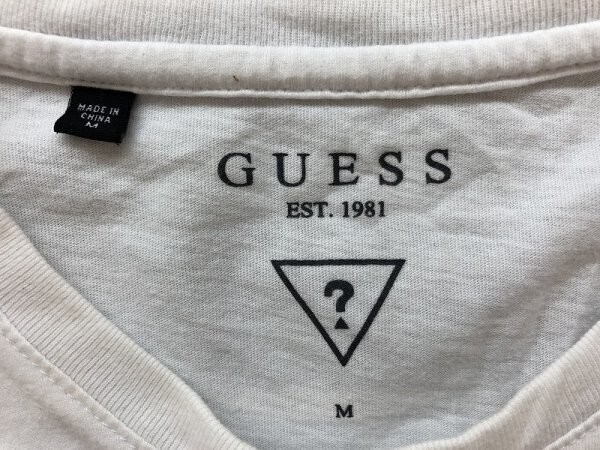 MADE IN
CHINA
M
GUESS
EST. 1981
?
M